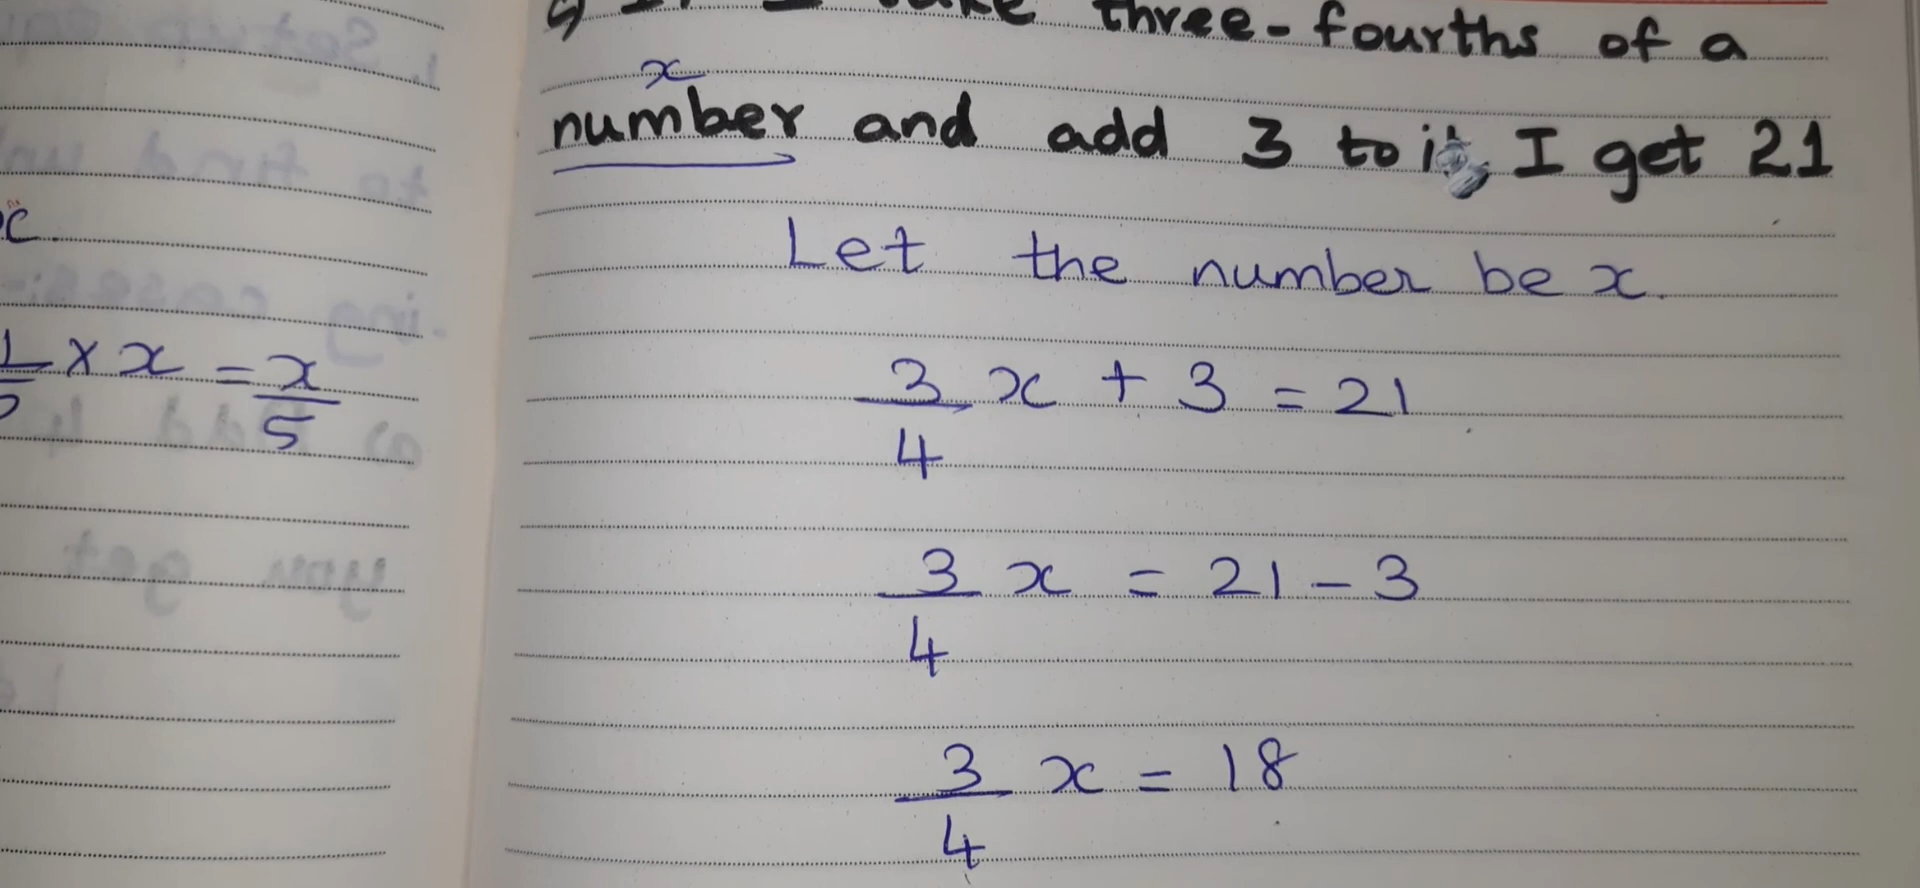 three-fourths of a
x
number and add 3 to it, I get 21
Let the number be x.
3/4 x + 3 = 21
3/4 x = 21 - 3
3/4 x = 18
x = x/5